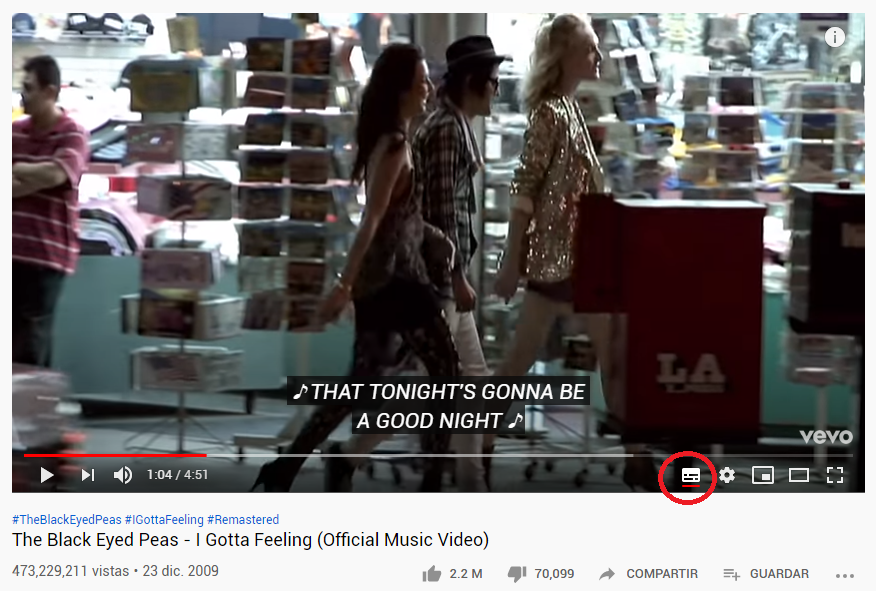 ♪ THAT TONIGHT'S GONNA BE
A GOOD NIGHT ♪
LA
vevo
1:04 / 4:51
#TheBlackEyedPeas #IGottaFeeling #Remastered
The Black Eyed Peas - I Gotta Feeling (Official Music Video)
473,229,211 vistas • 23 dic. 2009
2.2 M 70,099 COMPARTIR GUARDAR